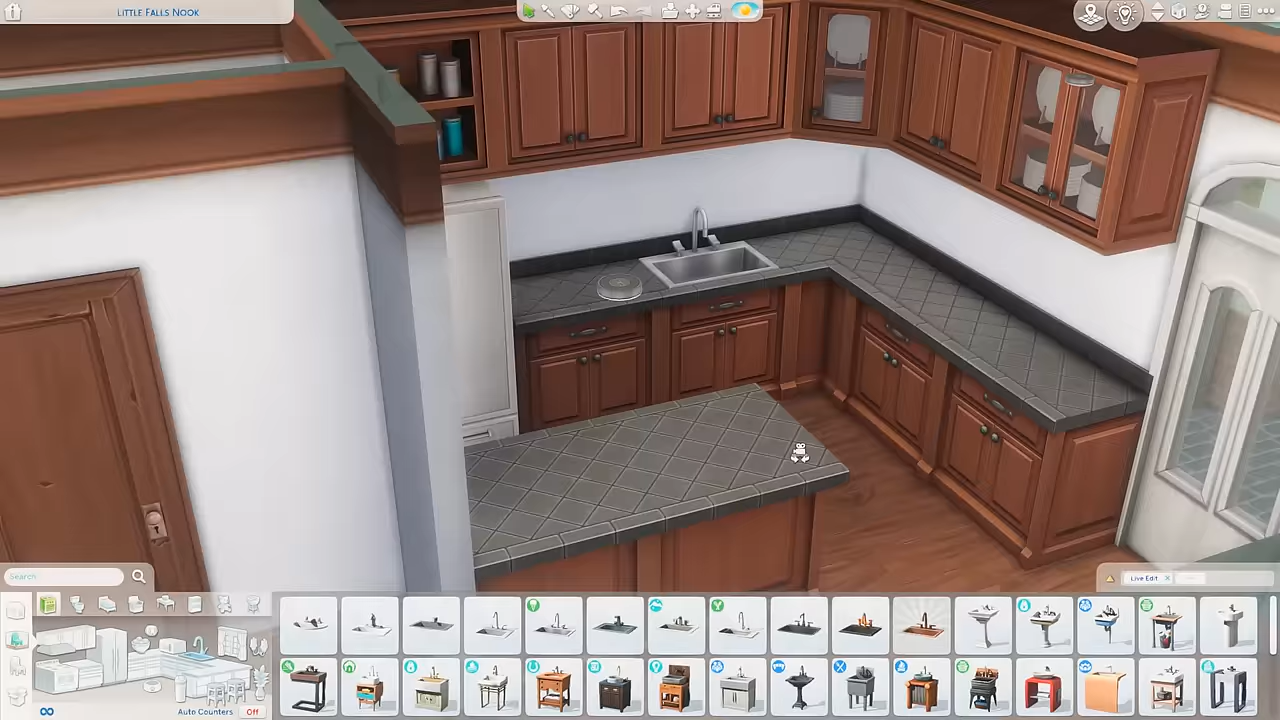 LITTLE FALLS NOOK
Search
Live Edit
Auto Counters
Off